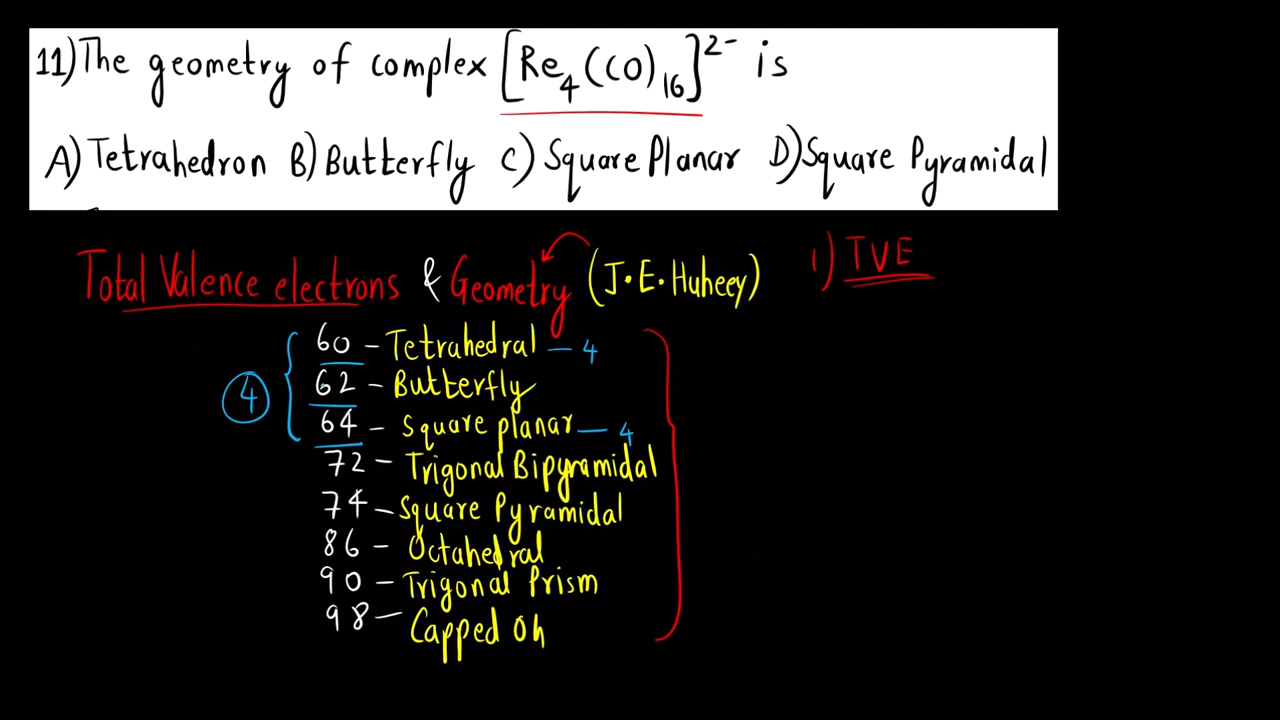 11) The geometry of complex [Re₄(CO)₁₆]²⁻ is
A) Tetrahedron B) Butterfly C) Square Planar D) Square Pyramidal
Total Valence electrons & Geometry (J.E.Huheey)
1) TVE
60 - Tetrahedral - 4
62 - Butterfly
64 - Square planar - 4
4
72 - Trigonal Bipyramidal
74 - Square Pyramidal
86 - Octahedral
90 - Trigonal Prism
98 - Capped Oh